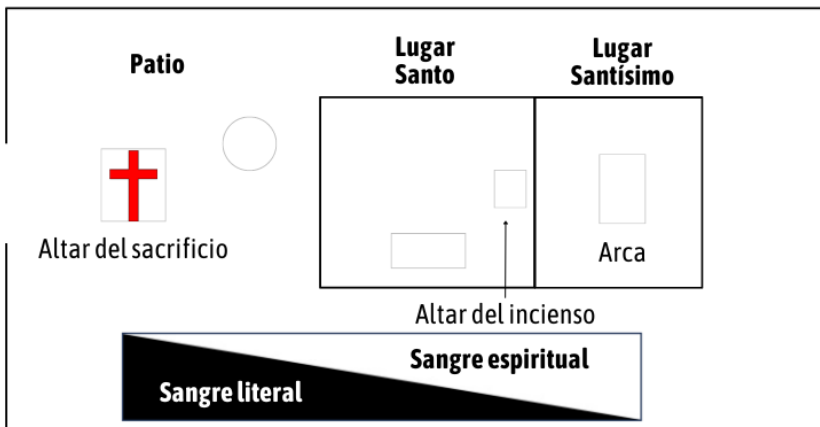 Patio
Lugar
Santo
Lugar
Santísimo
Altar del sacrificio
Arca
Altar del incienso
Sangre espiritual
Sangre literal